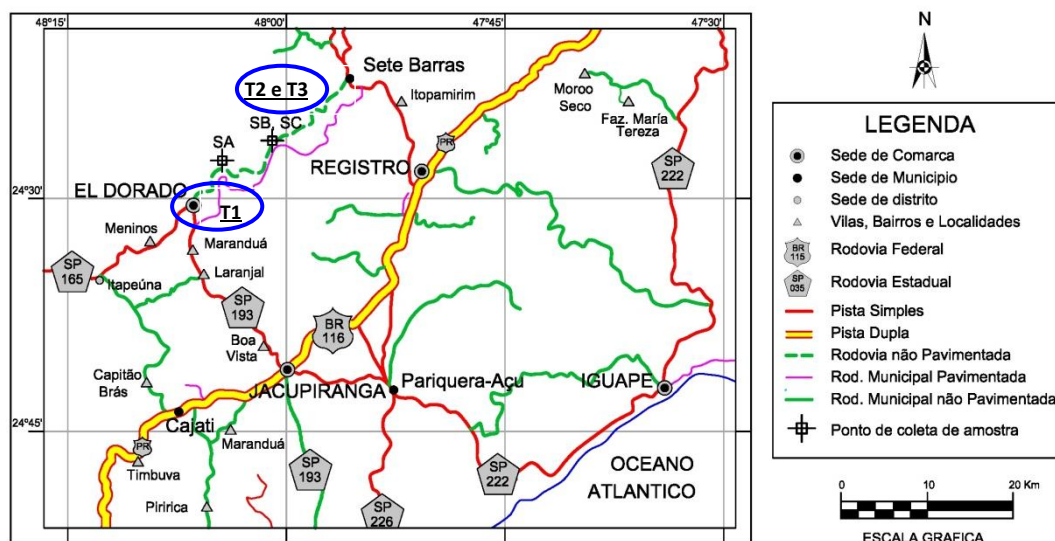 48°15' 48°00' 47°45' 47°30'
Sete Barras
T2 e T3
Itopamirim
Moroo
Seco
Faz. María
Tereza
SB SC
SA
PR
REGISTRO
SP
222
24°30'
EL DORADO
T1
Meninos
Maranduá
SP
165
Itapeúna
Laranjal
SP
193
Boa
Vista
BR
116
Capitão
Brás
JACUPIRANGA
Pariquera-Açu
IGUAPE
24°45'
Cajati
Maranduá
PR
Timbuva
SP
193
SP
222
OCEANO
ATLANTICO
Piririca
SP
226
N
LEGENDA
Sede de Comarca
Sede de Municipio
Sede de distrito
Vilas, Bairros e Localidades
BR
115
Rodovia Federal
SP
035
Rodovia Estadual
Pista Simples
Pista Dupla
Rodovia não Pavimentada
Rod. Municipal Pavimentada
Rod. Municipal não Pavimentada
Ponto de coleta de amostra
0 10 20 Km
ESCALA GRAFICA